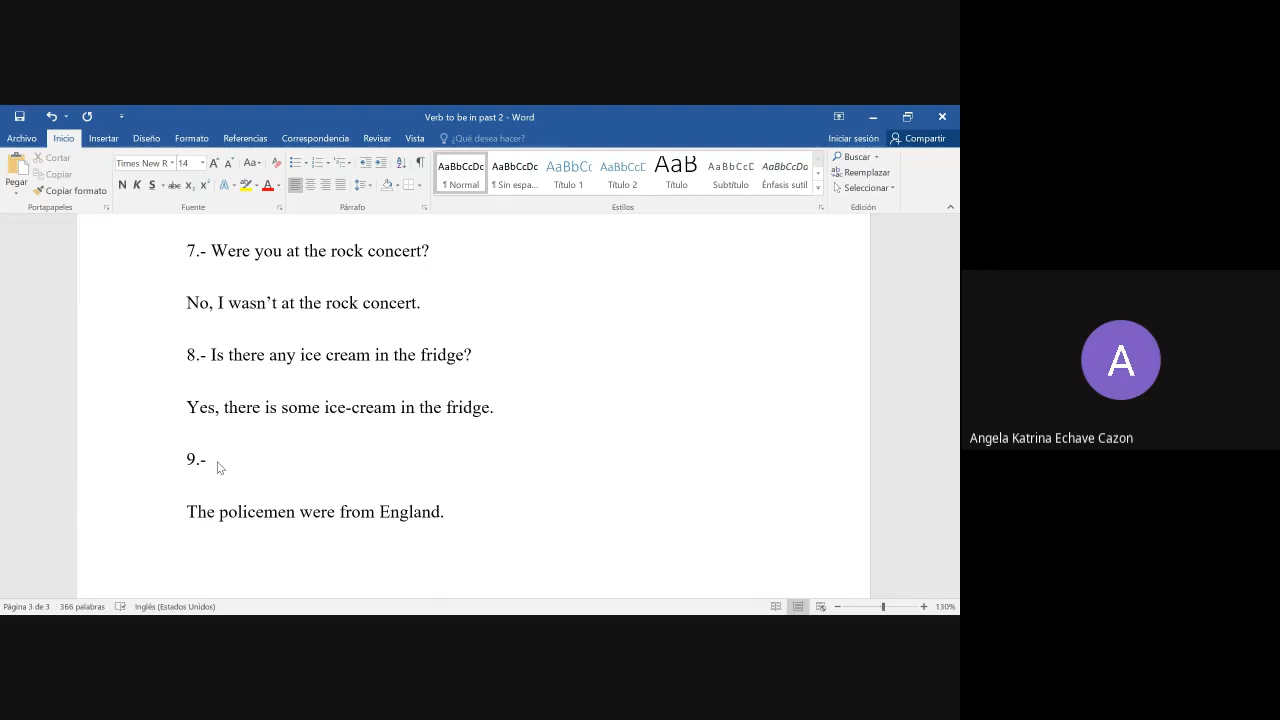 Verb to be in past 2 - Word
Archivo Inicio Insertar Diseño Formato Referencias Correspondencia Revisar Vista ¿Qué desea hacer? Iniciar sesión Compartir
Pegar
Cortar
Copiar
Copiar formato
Portapapeles
Times New R 14
N K S abc
Fuente
Párrafo
AaBbCcDc AaBbCcDc AaBbCc AaBbCcE AaB AaBbCcE AaBbCcDc
¶ Normal ¶ Sin espa... Título 1 Título 2 Título Subtítulo Énfasis sutil
Estilos
Buscar
Reemplazar
Seleccionar
Edición
7.- Were you at the rock concert?
No, I wasn’t at the rock concert.
8.- Is there any ice cream in the fridge?
Yes, there is some ice-cream in the fridge.
9.-
The policemen were from England.
Página 3 de 3 366 palabras Inglés (Estados Unidos) 130%
A
Angela Katrina Echave Cazon